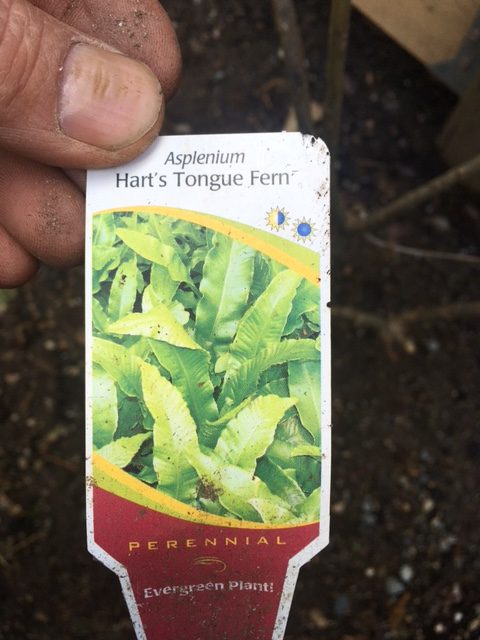 Asplenium
Hart's Tongue Fern
PERENNIAL
Evergreen Plant!